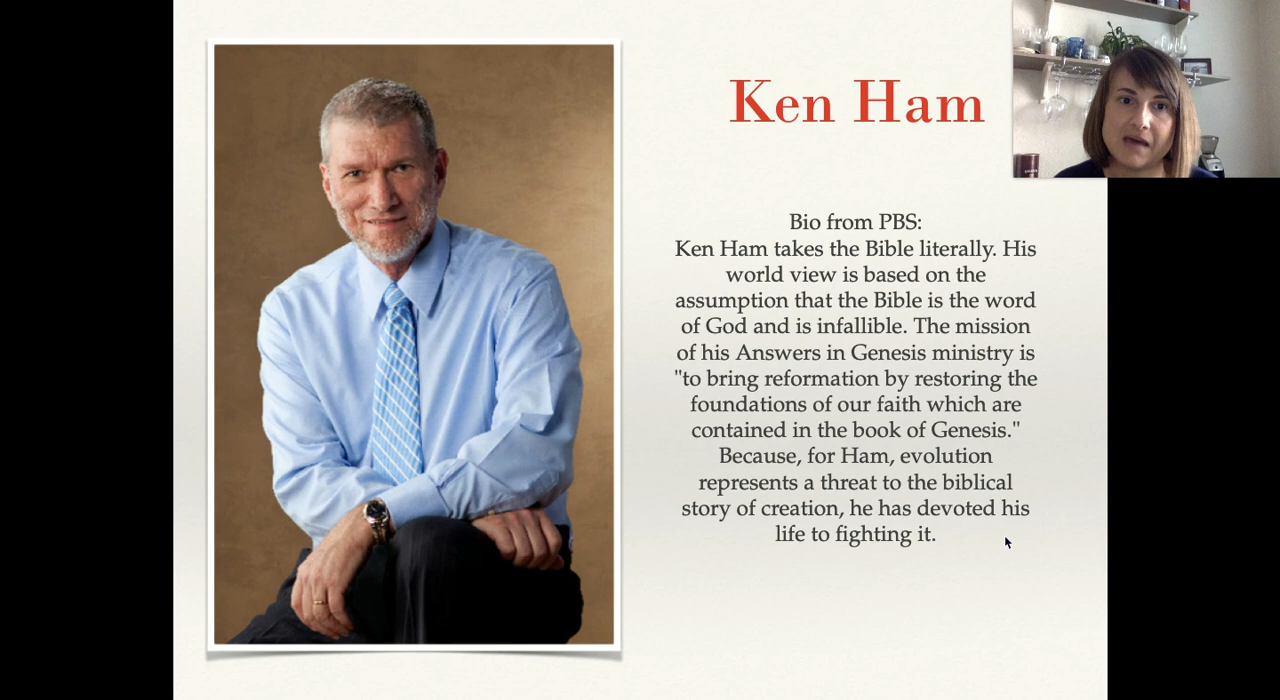 Ken Ham
Bio from PBS:
Ken Ham takes the Bible literally. His
world view is based on the
assumption that the Bible is the word
of God and is infallible. The mission
of his Answers in Genesis ministry is
"to bring reformation by restoring the
foundations of our faith which are
contained in the book of Genesis."
Because, for Ham, evolution
represents a threat to the biblical
story of creation, he has devoted his
life to fighting it.